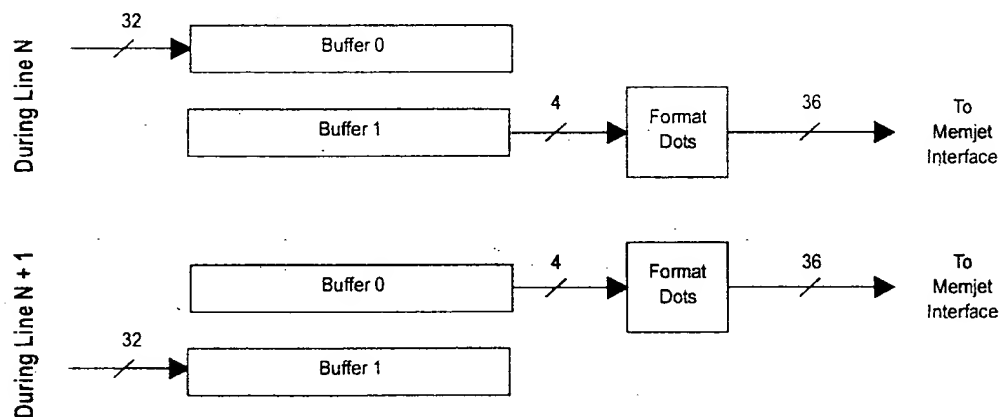 During Line N
32
Buffer 0
Buffer 1
4
Format
Dots
36
To
Memjet
Interface
During Line N + 1
Buffer 0
4
Format
Dots
36
To
Memjet
Interface
32
Buffer 1